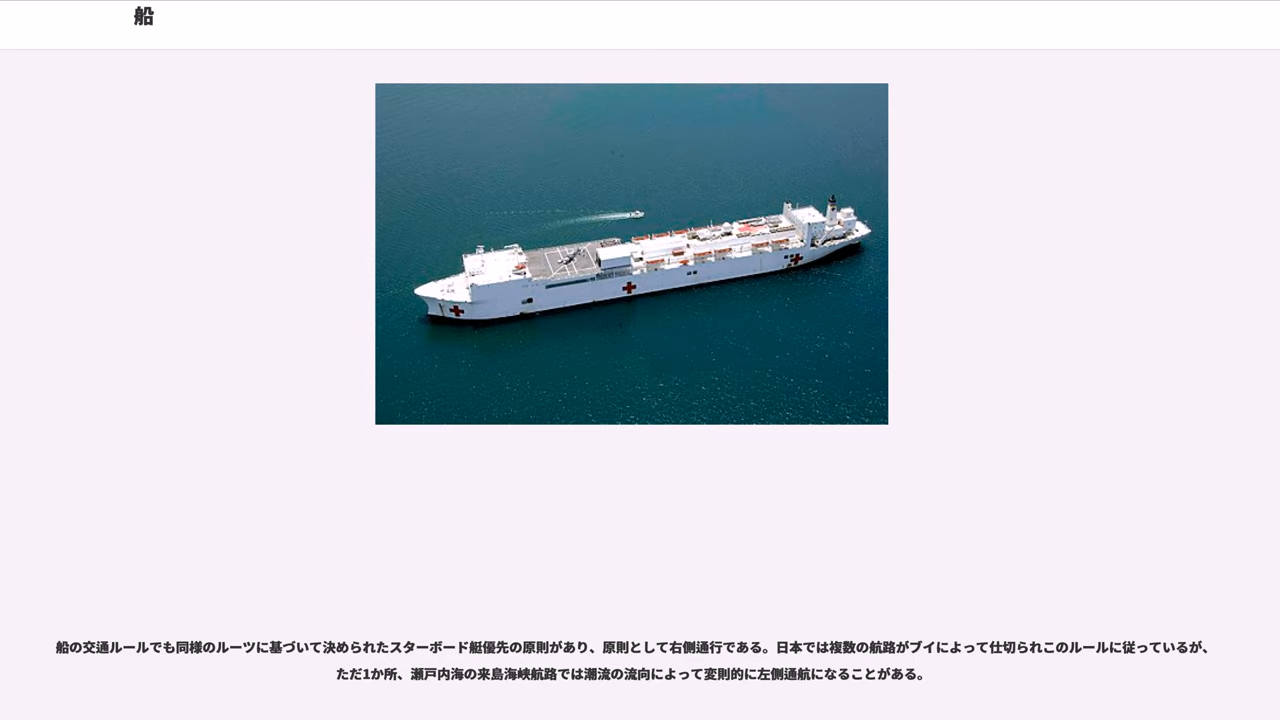 船
船の交通ルールでも同様のルーツに基づいて決められたスターボード艇優先の原則があり、原則として右側通行である。日本では複数の航路がブイによって仕切られこのルールに従っているが、
ただ1か所、瀬戸内海の来島海峡航路では潮流の流向によって変則的に左側通航になることがある。